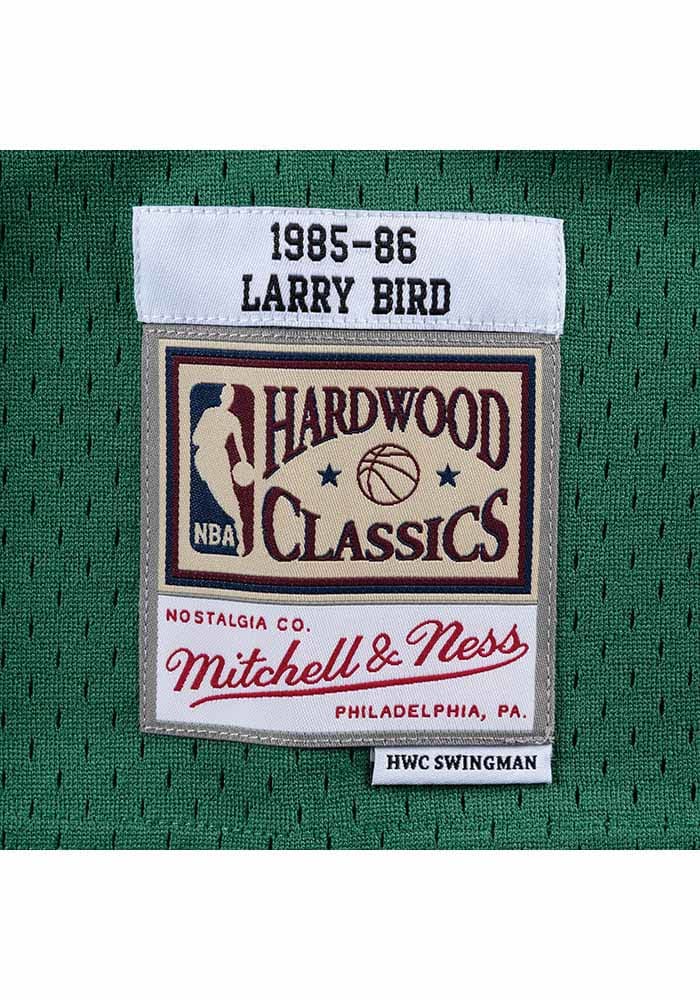 1985-86
LARRY BIRD
HARDWOOD
CLASSICS
NBA
NOSTALGIA CO.
Mitchell & Ness
PHILADELPHIA, PA.
HWC SWINGMAN